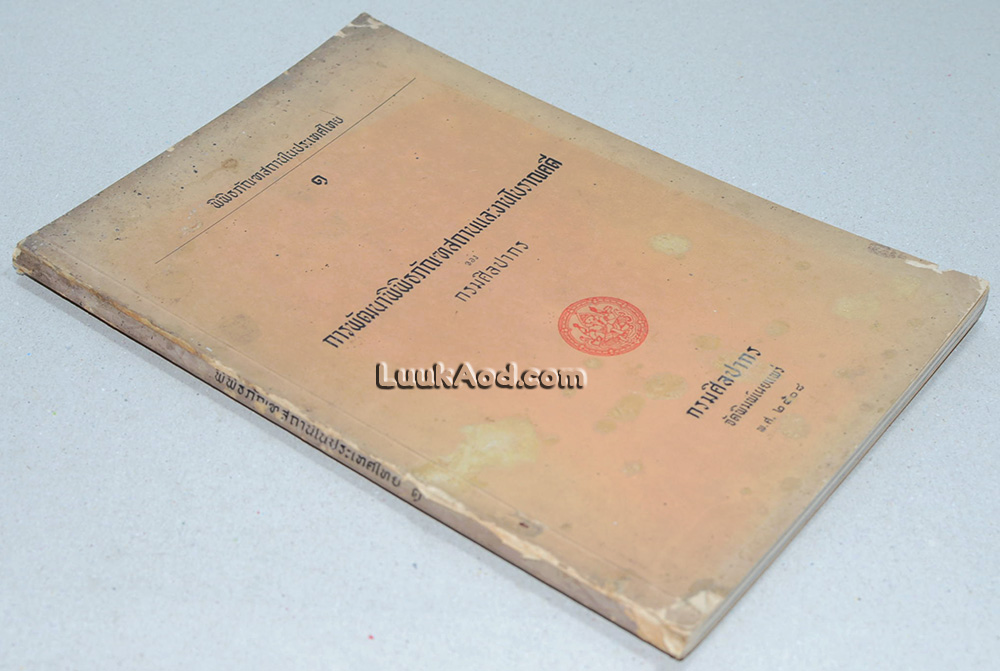 พิพิธภัณฑสถานในประเทศไทย
๑
การพัฒนาพิพิธภัณฑสถานและงานโบราณคดี
ของ
กรมศิลปากร
กรมศิลปากร
จัดพิมพ์เผยแพร่
พ.ศ. ๒๕๐๘
พิพิธภัณฑสถานในประเทศไทย ๑
LuukAod.com